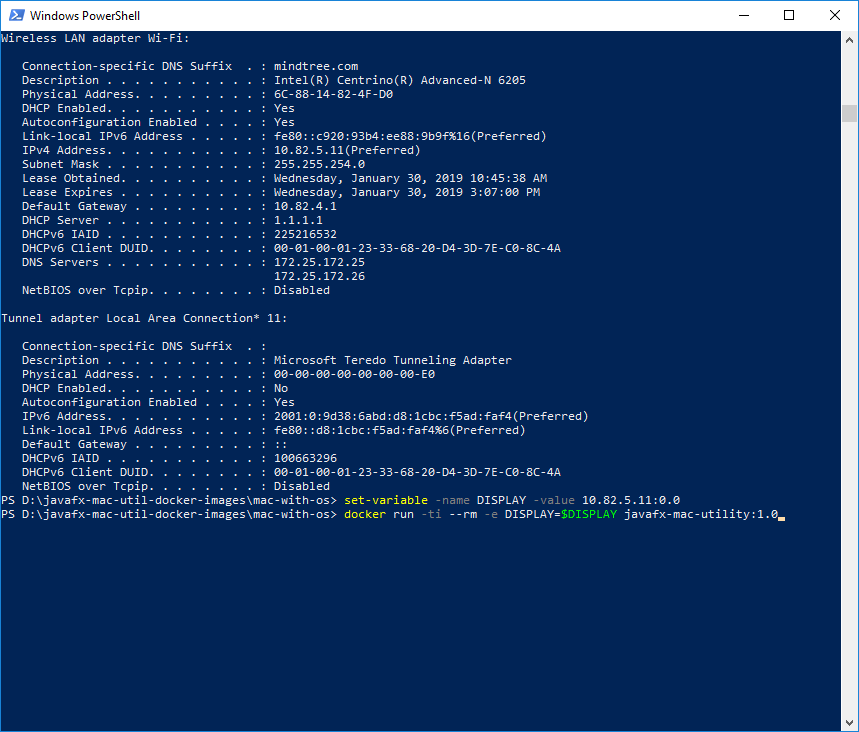 Windows PowerShell
Wireless LAN adapter Wi-Fi:
Connection-specific DNS Suffix  . : mindtree.com
Description . . . . . . . . . . . : Intel(R) Centrino(R) Advanced-N 6205
Physical Address. . . . . . . . . : 6C-88-14-82-4F-D0
DHCP Enabled. . . . . . . . . . . : Yes
Autoconfiguration Enabled . . . . : Yes
Link-local IPv6 Address . . . . . : fe80::c920:93b4:ee88:9b9f%16(Preferred)
IPv4 Address. . . . . . . . . . . : 10.82.5.11(Preferred)
Subnet Mask . . . . . . . . . . . : 255.255.254.0
Lease Obtained. . . . . . . . . . : Wednesday, January 30, 2019 10:45:38 AM
Lease Expires . . . . . . . . . . : Wednesday, January 30, 2019 3:07:00 PM
Default Gateway . . . . . . . . . : 10.82.4.1
DHCP Server . . . . . . . . . . . : 1.1.1.1
DHCPv6 IAID . . . . . . . . . . . : 225216532
DHCPv6 Client DUID. . . . . . . . : 00-01-00-01-23-33-68-20-D4-3D-7E-C0-8C-4A
DNS Servers . . . . . . . . . . . : 172.25.172.25
172.25.172.26
NetBIOS over Tcpip. . . . . . . . : Disabled
Tunnel adapter Local Area Connection* 11:
Connection-specific DNS Suffix  . :
Description . . . . . . . . . . . : Microsoft Teredo Tunneling Adapter
Physical Address. . . . . . . . . : 00-00-00-00-00-00-00-E0
DHCP Enabled. . . . . . . . . . . : No
Autoconfiguration Enabled . . . . : Yes
IPv6 Address. . . . . . . . . . . : 2001:0:9d38:6abd:d8:1cbc:f5ad:faf4(Preferred)
Link-local IPv6 Address . . . . . : fe80::d8:1cbc:f5ad:faf4%6(Preferred)
Default Gateway . . . . . . . . . : ::
DHCPv6 IAID . . . . . . . . . . . : 100663296
DHCPv6 Client DUID. . . . . . . . : 00-01-00-01-23-33-68-20-D4-3D-7E-C0-8C-4A
NetBIOS over Tcpip. . . . . . . . : Disabled
PS D:\javafx-mac-util-docker-images\mac-with-os> set-variable -name DISPLAY -value 10.82.5.11:0.0
PS D:\javafx-mac-util-docker-images\mac-with-os> docker run -ti --rm -e DISPLAY=$DISPLAY javafx-mac-utility:1.0